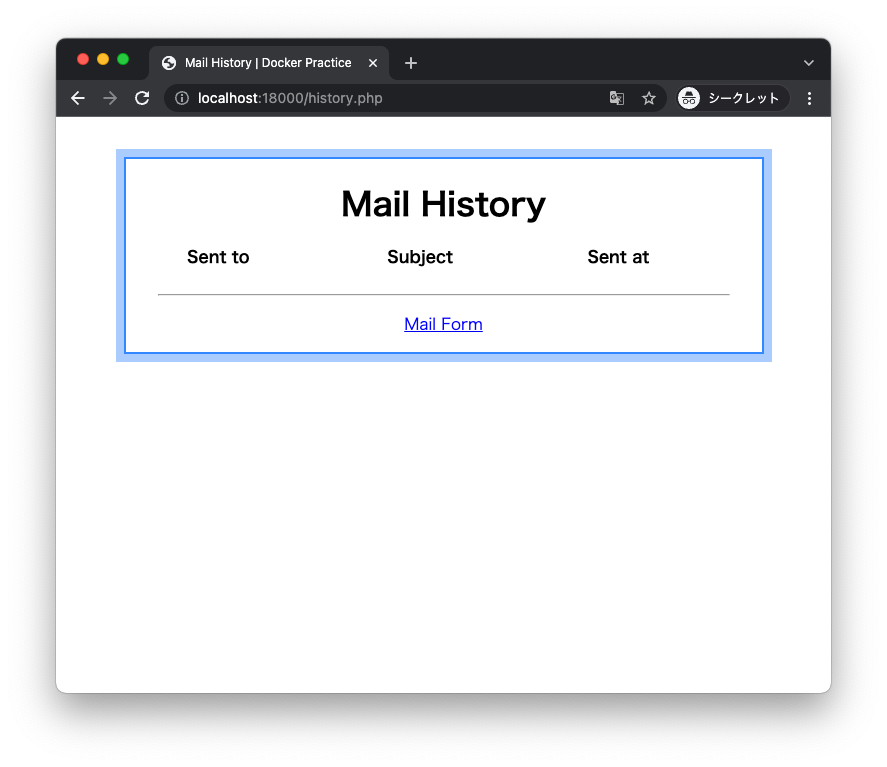 Mail History | Docker Practice
localhost:18000/history.php
シークレット
Mail History
Sent to Subject Sent at
Mail Form